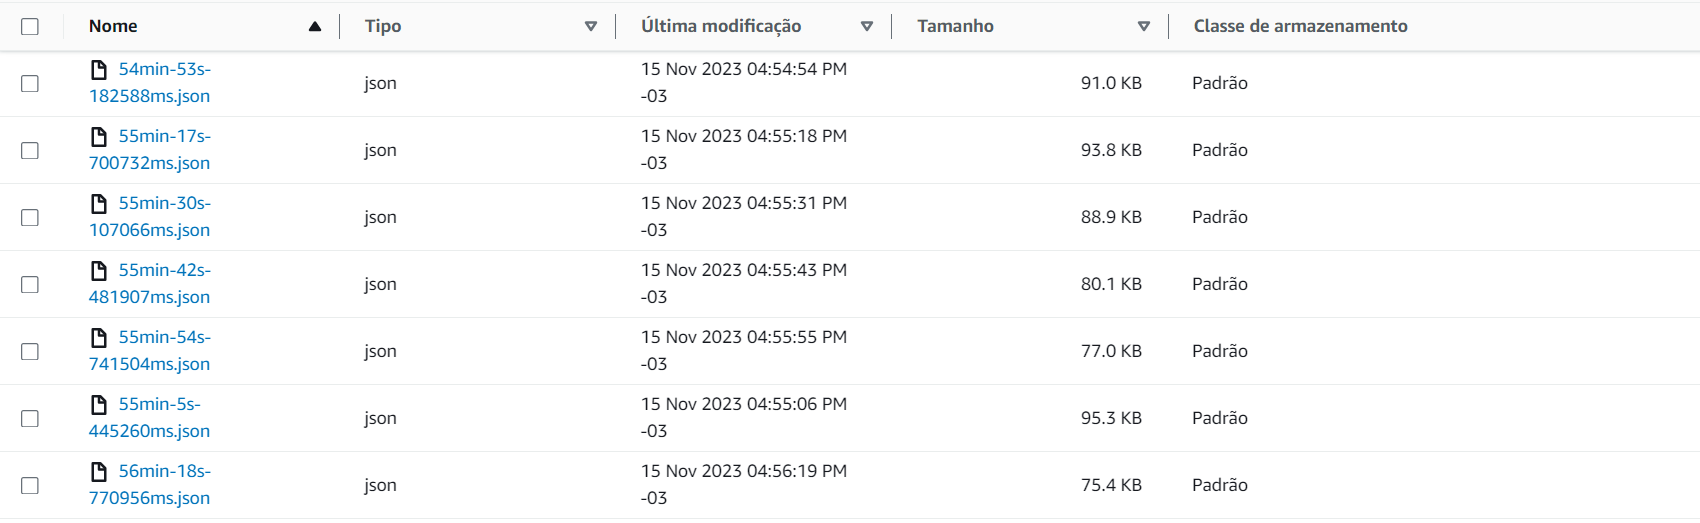 Nome Tipo Última modificação Tamanho Classe de armazenamento
54min-53s-
182588ms.json
json
15 Nov 2023 04:54:54 PM
-03
91.0 KB
Padrão
55min-17s-
700732ms.json
json
15 Nov 2023 04:55:18 PM
-03
93.8 KB
Padrão
55min-30s-
107066ms.json
json
15 Nov 2023 04:55:31 PM
-03
88.9 KB
Padrão
55min-42s-
481907ms.json
json
15 Nov 2023 04:55:43 PM
-03
80.1 KB
Padrão
55min-54s-
741504ms.json
json
15 Nov 2023 04:55:55 PM
-03
77.0 KB
Padrão
55min-5s-
445260ms.json
json
15 Nov 2023 04:55:06 PM
-03
95.3 KB
Padrão
56min-18s-
770956ms.json
json
15 Nov 2023 04:56:19 PM
-03
75.4 KB
Padrão